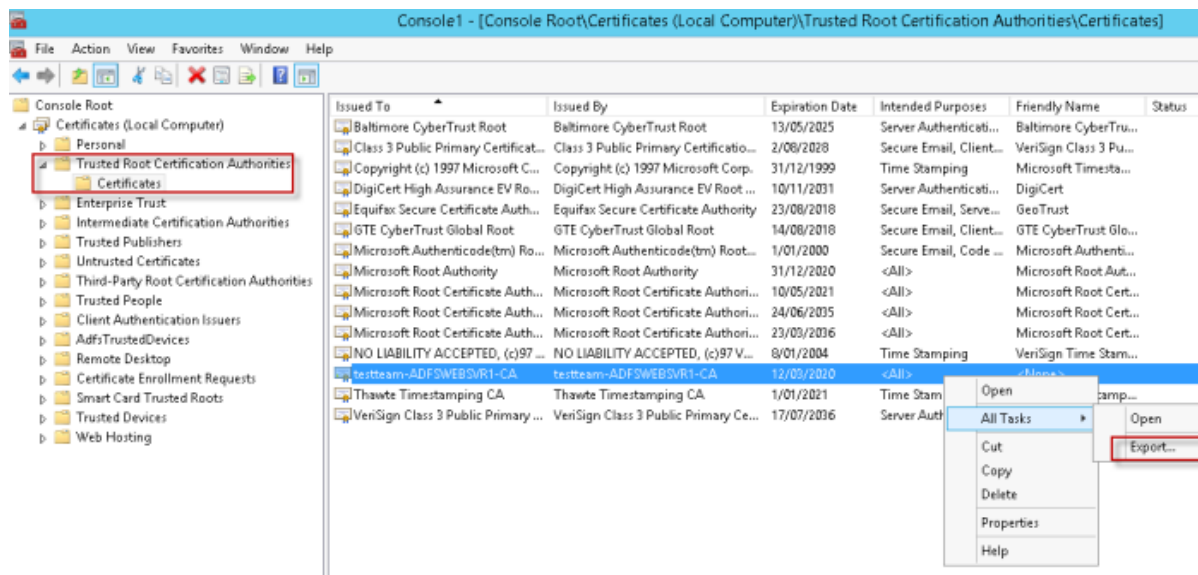 Console1 - [Console Root\Certificates (Local Computer)\Trusted Root Certification Authorities\Certificates]
File Action View Favorites Window Help
Console Root
Certificates (Local Computer)
Personal
Trusted Root Certification Authorities
Certificates
Enterprise Trust
Intermediate Certification Authorities
Trusted Publishers
Untrusted Certificates
Third-Party Root Certification Authorities
Trusted People
Client Authentication Issuers
AdfsTrustedDevices
Remote Desktop
Certificate Enrollment Requests
Smart Card Trusted Roots
Trusted Devices
Web Hosting
Issued To Issued By Expiration Date Intended Purposes Friendly Name Status
Baltimore CyberTrust Root Baltimore CyberTrust Root 13/05/2025 Server Authenticati... Baltimore CyberTru...
Class 3 Public Primary Certificat... Class 3 Public Primary Certificatio... 2/08/2028 Secure Email, Client... VeriSign Class 3 Pu...
Copyright (c) 1997 Microsoft C... Copyright (c) 1997 Microsoft Corp. 31/12/1999 Time Stamping Microsoft Timesta...
DigiCert High Assurance EV Ro... DigiCert High Assurance EV Root ... 10/11/2031 Server Authenticati... DigiCert
Equifax Secure Certificate Auth... Equifax Secure Certificate Authority 23/08/2018 Secure Email, Serve... GeoTrust
GTE CyberTrust Global Root GTE CyberTrust Global Root 14/08/2018 Secure Email, Client... GTE CyberTrust Glo...
Microsoft Authenticode(tm) Ro... Microsoft Authenticode(tm) Root... 1/01/2000 Secure Email, Code ... Microsoft Authenti...
Microsoft Root Authority Microsoft Root Authority 31/12/2020 <All> Microsoft Root Aut...
Microsoft Root Certificate Auth... Microsoft Root Certificate Authori... 10/05/2021 <All> Microsoft Root Cert...
Microsoft Root Certificate Auth... Microsoft Root Certificate Authori... 24/06/2035 <All> Microsoft Root Cert...
Microsoft Root Certificate Auth... Microsoft Root Certificate Authori... 23/03/2036 <All> Microsoft Root Cert...
NO LIABILITY ACCEPTED, (c)97 ... NO LIABILITY ACCEPTED, (c)97 V... 8/01/2004 Time Stamping VeriSign Time Stam...
testteam-ADFSWEBSVR1-CA testteam-ADFSWEBSVR1-CA 12/03/2020 <All> <None>
Thawte Timestamping CA Thawte Timestamping CA 1/01/2021 Time Stam amp...
VeriSign Class 3 Public Primary ... VeriSign Class 3 Public Primary Ce... 17/07/2036 Server Auth
Open
All Tasks
Cut
Copy
Delete
Properties
Help
Open
Export...